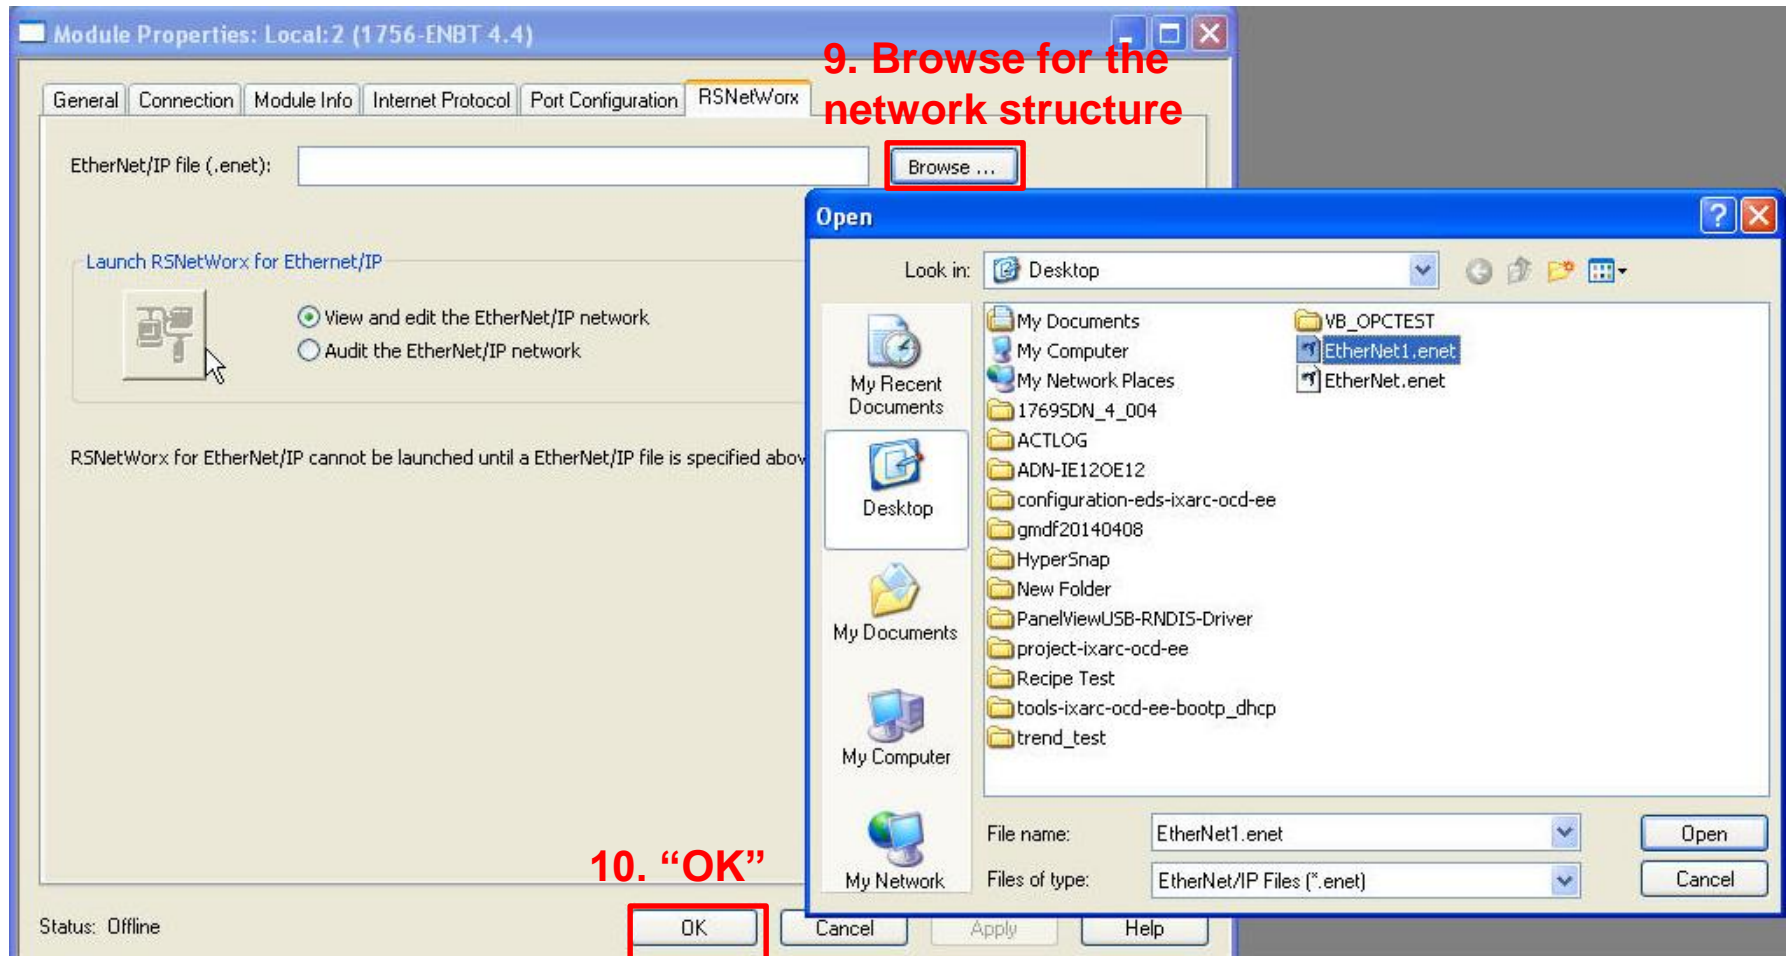 Module Properties: Local:2 (1756-ENBT 4.4)
9. Browse for the
network structure
General Connection Module Info Internet Protocol Port Configuration RSNetWorx
EtherNet/IP file (.enet):
Browse ...
Launch RSNetWorx for Ethernet/IP
View and edit the EtherNet/IP network
Audit the EtherNet/IP network
RSNetWorx for EtherNet/IP cannot be launched until a EtherNet/IP file is specified abov
Open
Look in: Desktop
My Recent
Documents
Desktop
My Documents
My Computer
My Network
My Documents
My Computer
My Network Places
1769SDN_4_004
ACTLOG
ADN-IE12OE12
configuration-eds-ixarc-ocd-ee
gmdf20140408
HyperSnap
New Folder
PanelViewUSB-RNDIS-Driver
project-ixarc-ocd-ee
Recipe Test
tools-ixarc-ocd-ee-bootp_dhcp
trend_test
VB_OPCTEST
EtherNet1.enet
EtherNet.enet
File name: EtherNet1.enet Open
Files of type: EtherNet/IP Files (*.enet) Cancel
10. “OK”
Status: Offline
OK Cancel Apply Help